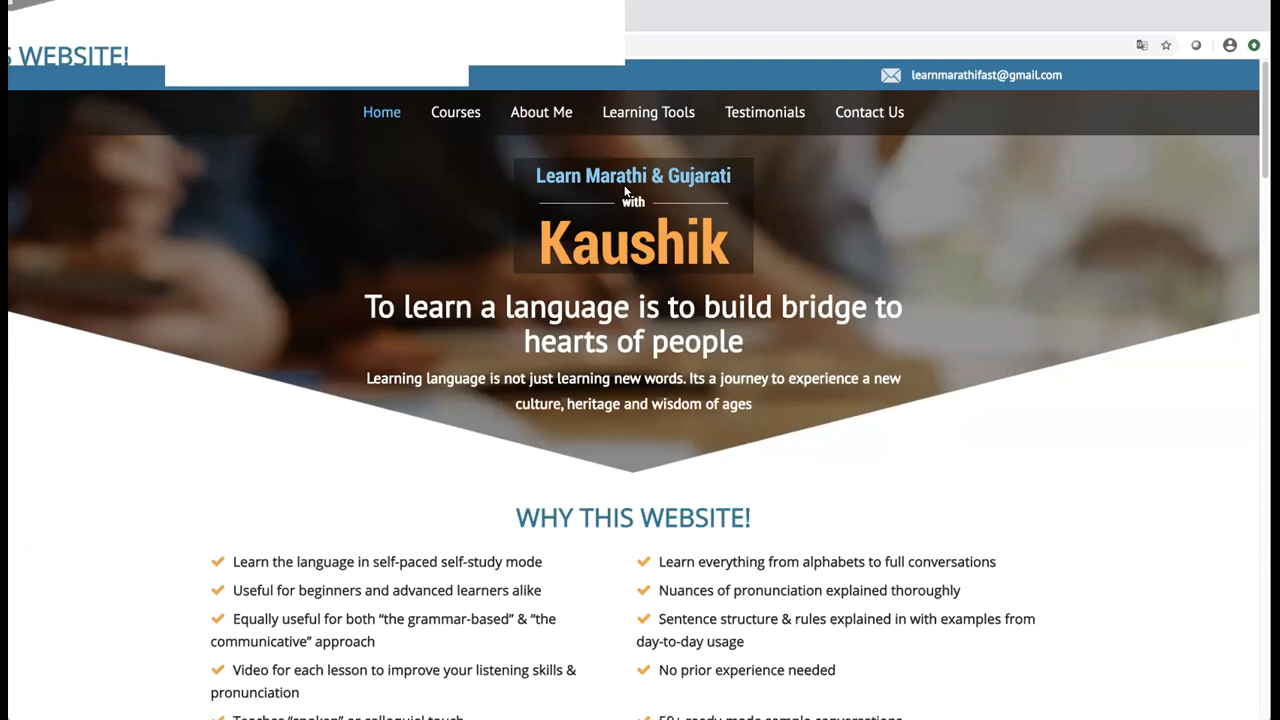 WEBSITE!
learnmarathifast@gmail.com
Home Courses About Me Learning Tools Testimonials Contact Us
Learn Marathi & Gujarati
with
Kaushik
To learn a language is to build bridge to
hearts of people
Learning language is not just learning new words. Its a journey to experience a new
culture, heritage and wisdom of ages
WHY THIS WEBSITE!
Learn the language in self-paced self-study mode
Useful for beginners and advanced learners alike
Equally useful for both “the grammar-based” & “the
communicative” approach
Video for each lesson to improve your listening skills &
pronunciation
Learn everything from alphabets to full conversations
Nuances of pronunciation explained thoroughly
Sentence structure & rules explained in with examples from
day-to-day usage
No prior experience needed